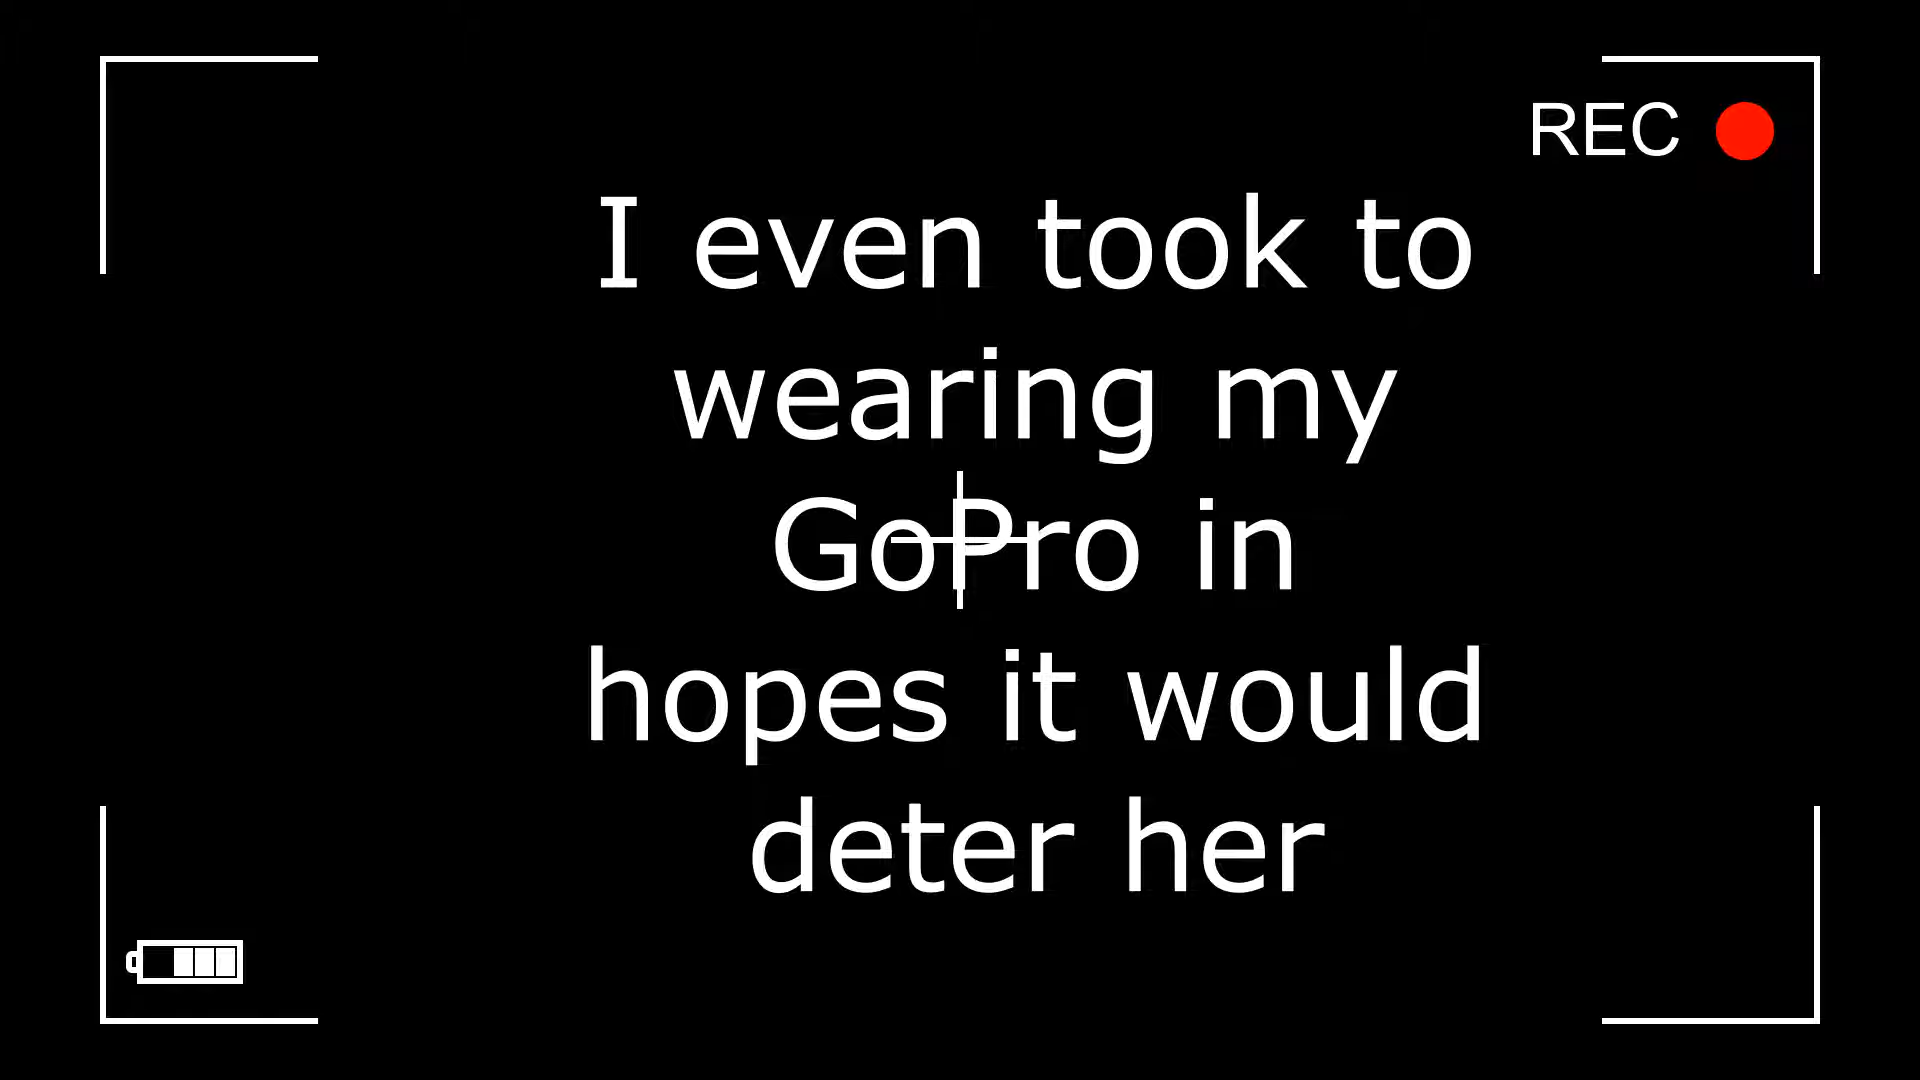 REC
I even took to
wearing my
GoPro in
hopes it would
deter her